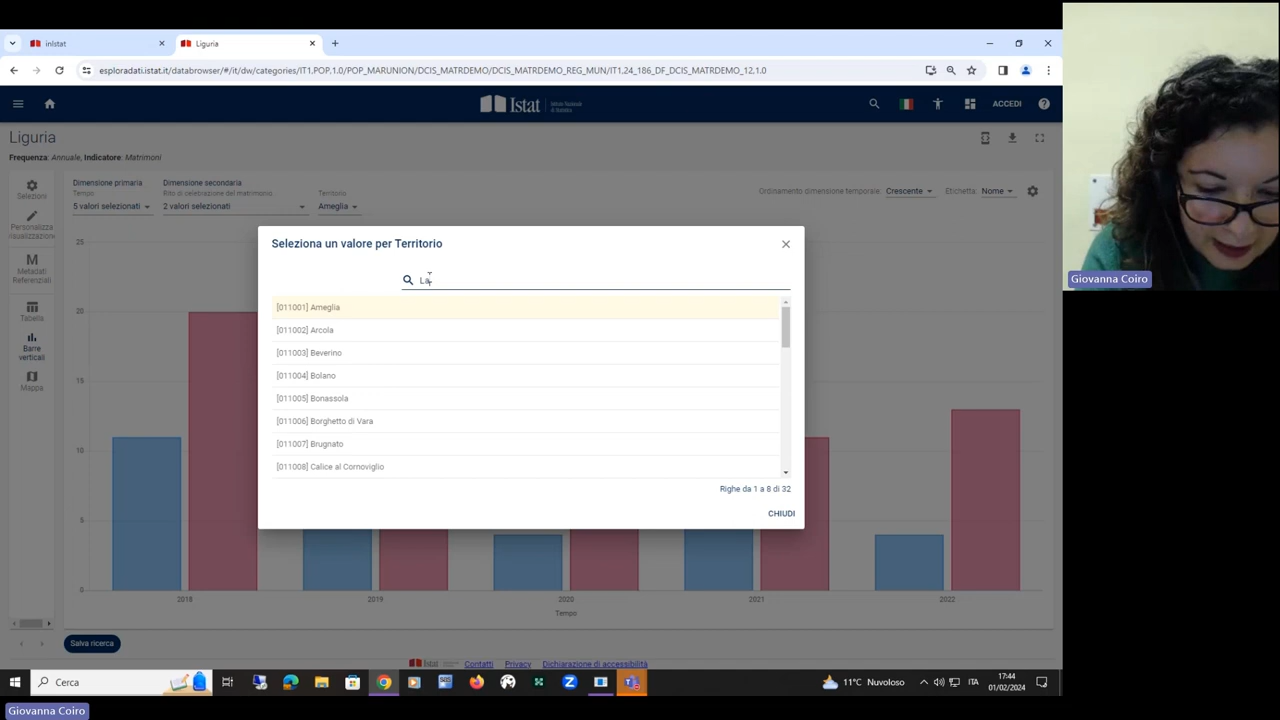 inIstat
Liguria
esploradati.istat.it/databrowser/#/it/dw/categories/IT1,POP,1.0/POP_MARUNION/DCIS_MATRDEMO/DCIS_MATRDEMO_REG_MUN/IT1,24_186_DF_DCIS_MATRDEMO_12,1.0
Istat
ACCEDI
Liguria
Frequenza: Annuale, Indicatore: Matrimoni
Dimensione primaria
Tempo
5 valori selezionati
Dimensione secondaria
Rito di celebrazione del matrimonio:
2 valori selezionati
Territorio
Ameglia
Ordinamento dimensione temporale: Crescente
Etichetta: Nome
Selezioni
Personalizza
visualizzazione
Metadati
Referenziali
Tabella
Barre
verticali
Mappa
Seleziona un valore per Territorio
La
[011001] Ameglia
[011002] Arcola
[011003] Beverino
[011004] Bolano
[011005] Bonassola
[011006] Borghetto di Vara
[011007] Brugnato
[011008] Calice al Cornoviglio
Righe da 1 a 8 di 32
CHIUDI
25
20
15
10
5
0
2018
2019
2020
2021
2022
Tempo
Salva ricerca
Istat
Contatti
Privacy
Dichiarazione di accessibilità
Cerca
11°C Nuvoloso
ITA
17:44
01/02/2024
Giovanna Coiro
Giovanna Coiro